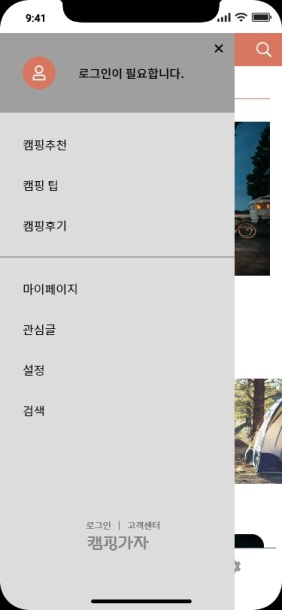 9:41
로그인이 필요합니다.
캠핑추천
캠핑 팁
캠핑후기
마이페이지
관심글
설정
검색
로그인 | 고객센터
캠핑가자